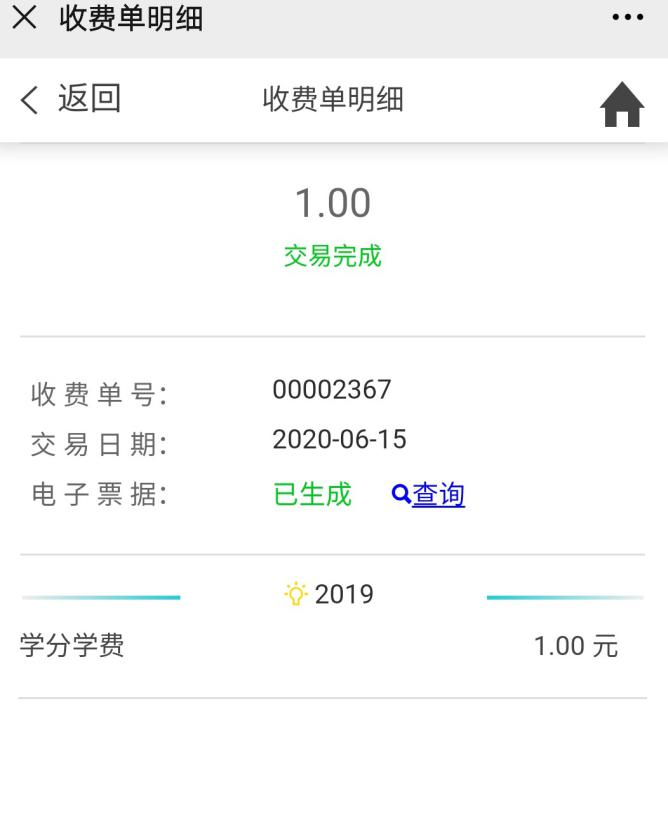 收费单明细
返回 收费单明细
1.00
交易完成
收费单号： 00002367
交易日期： 2020-06-15
电子票据： 已生成 查询
2019
学分学费 1.00 元